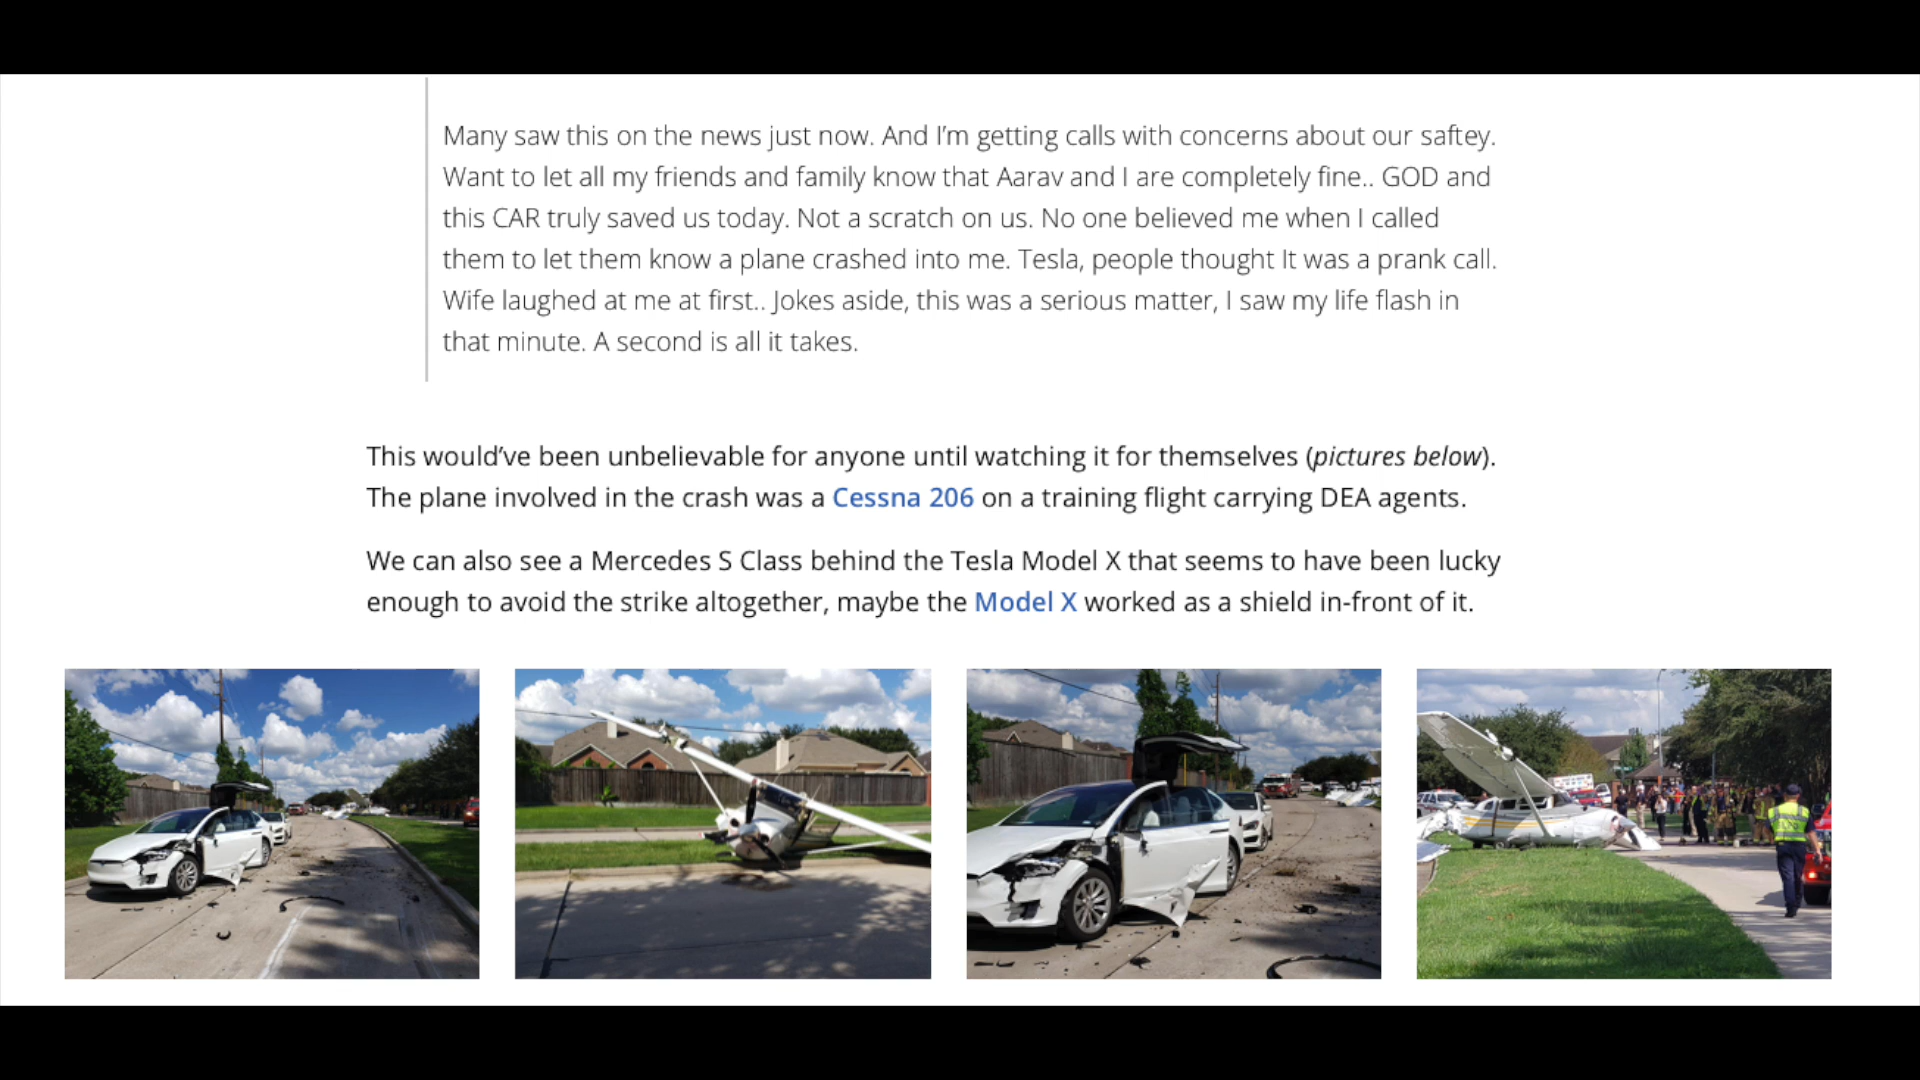 Many saw this on the news just now. And I'm getting calls with concerns about our saftey.
Want to let all my friends and family know that Aarav and I are completely fine.. GOD and
this CAR truly saved us today. Not a scratch on us. No one believed me when I called
them to let them know a plane crashed into me. Tesla, people thought It was a prank call.
Wife laughed at me at first.. Jokes aside, this was a serious matter, I saw my life flash in
that minute. A second is all it takes.
This would've been unbelievable for anyone until watching it for themselves (pictures below).
The plane involved in the crash was a Cessna 206 on a training flight carrying DEA agents.
We can also see a Mercedes S Class behind the Tesla Model X that seems to have been lucky
enough to avoid the strike altogether, maybe the Model X worked as a shield in-front of it.